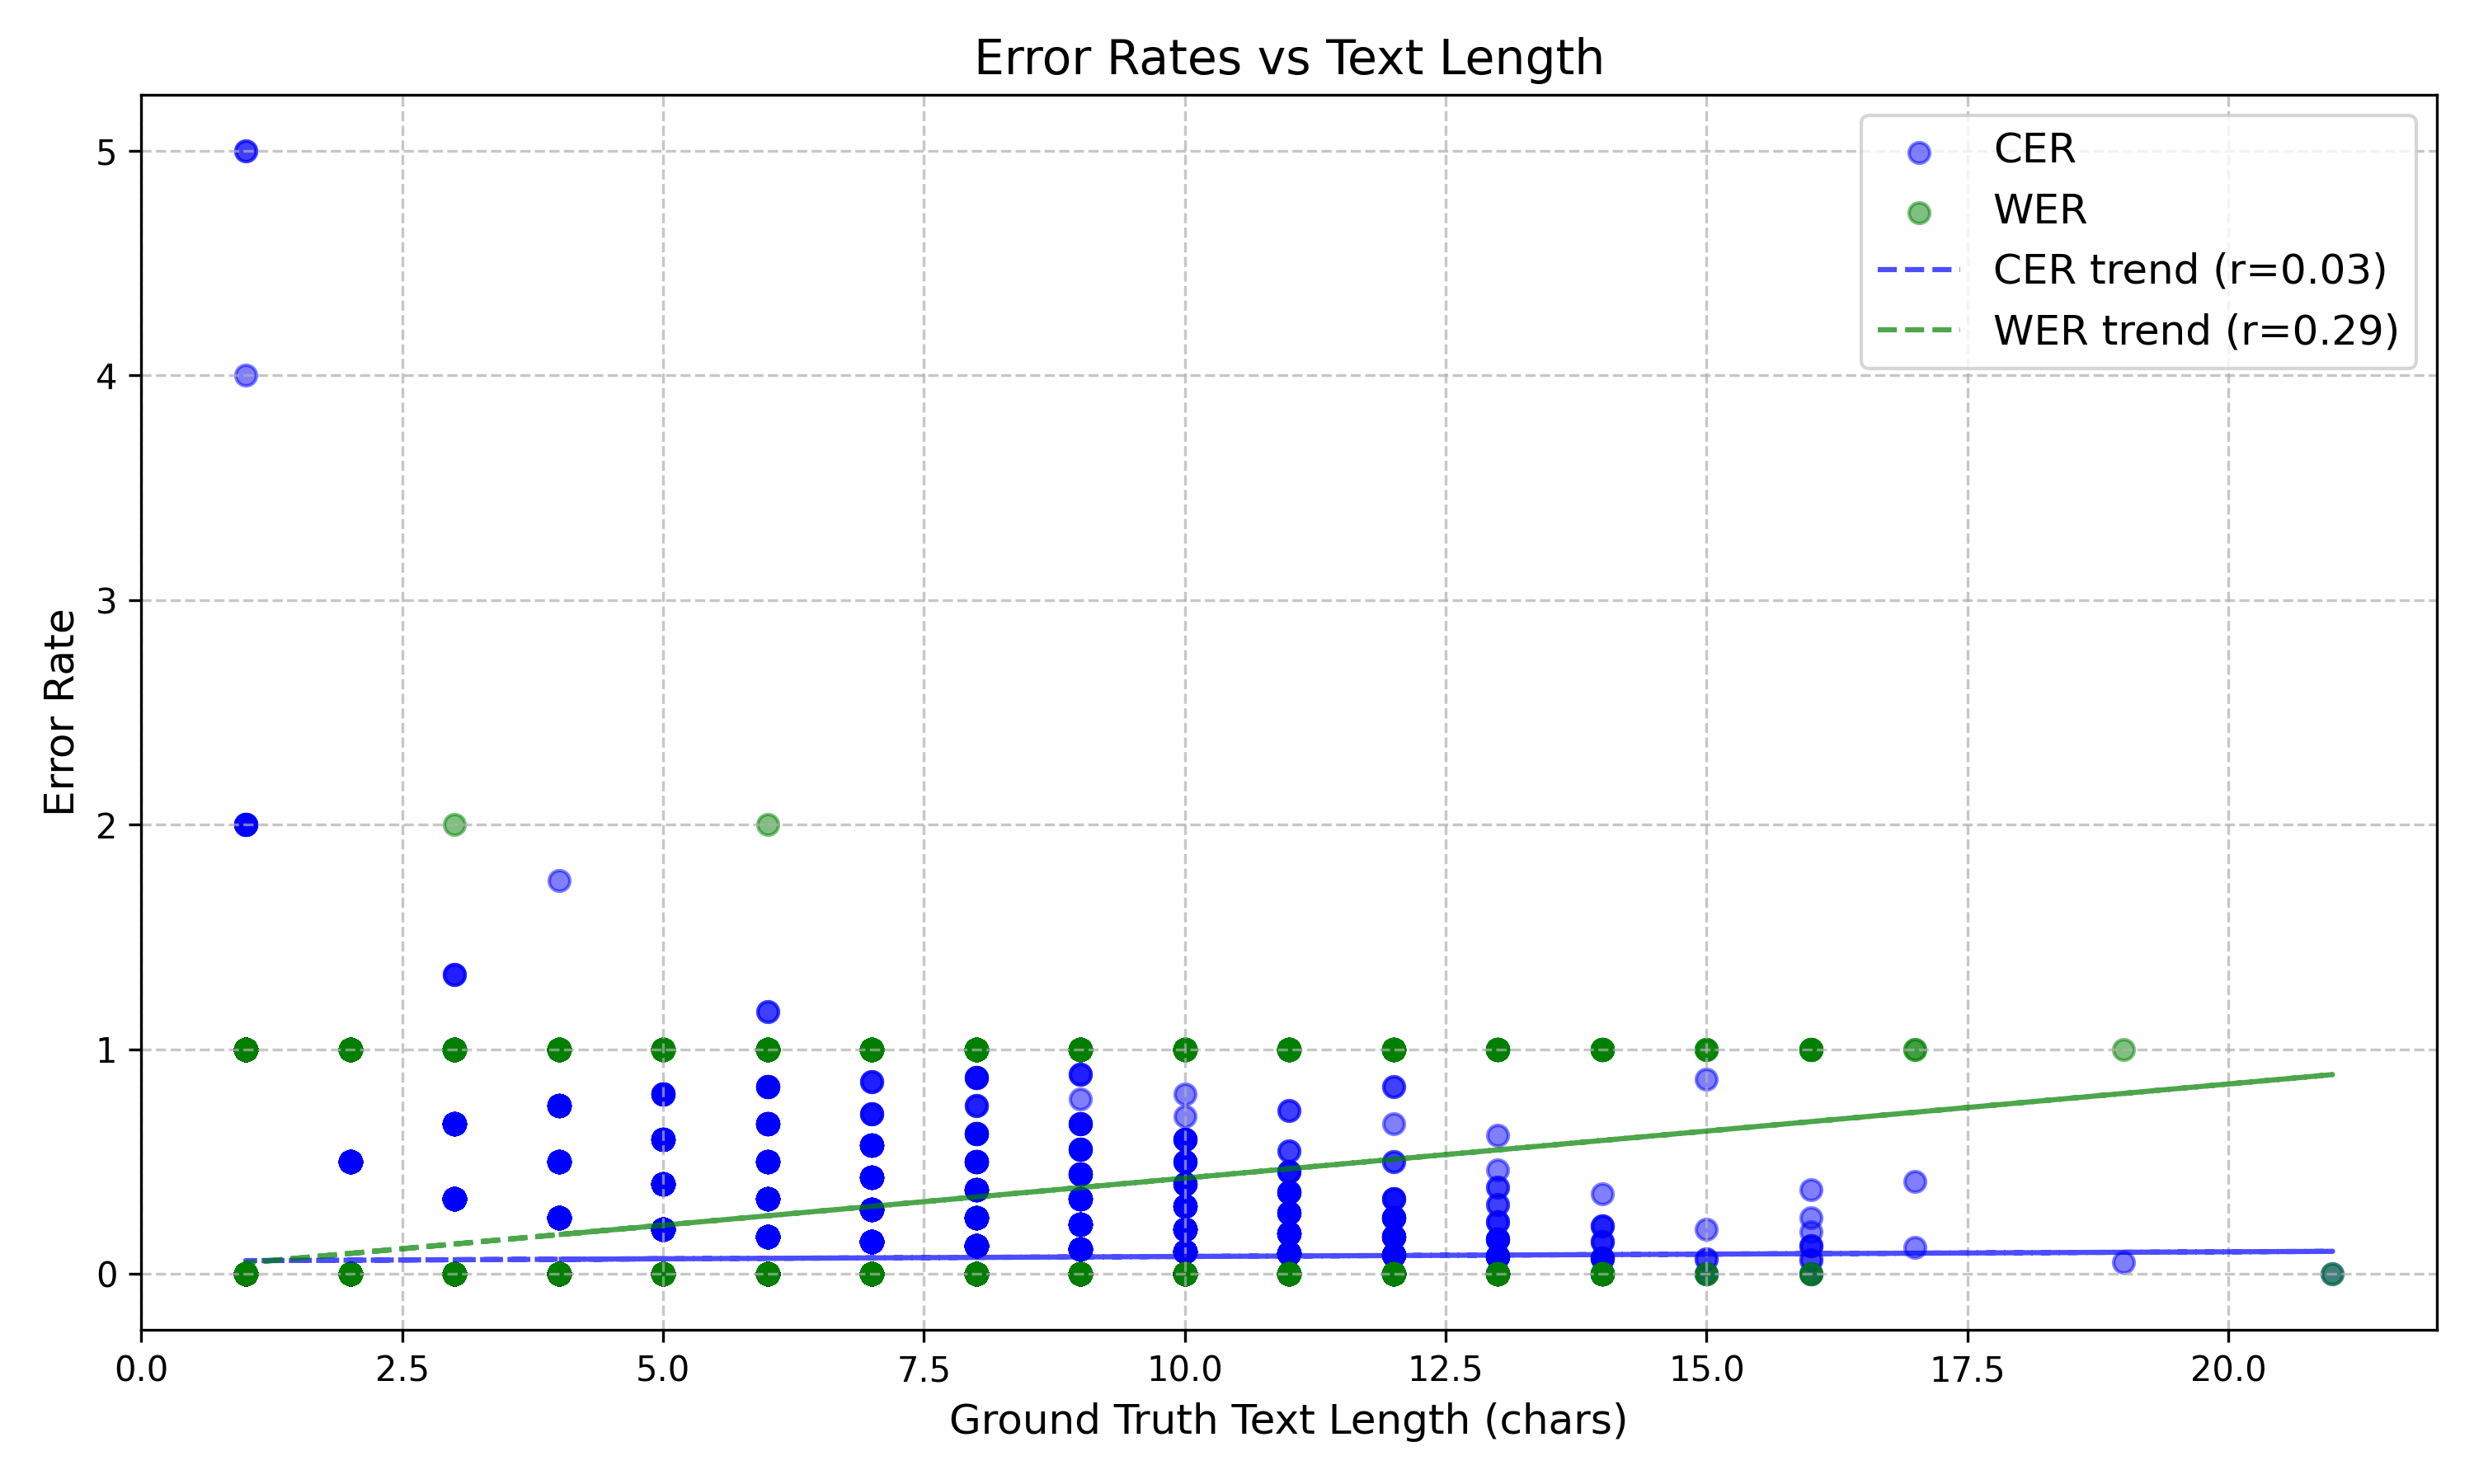 Error Rates vs Text Length
CER
WER
CER trend (r=0.03)
WER trend (r=0.29)
Error Rate
5
4
3
2
1
0
0.0 2.5 5.0 7.5 10.0 12.5 15.0 17.5 20.0
Ground Truth Text Length (chars)